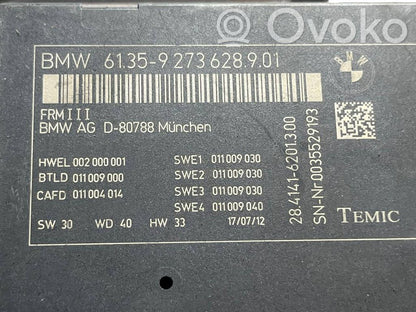 Ovoko
BMW 61.35-9 273 628 9.01
FRM III
BMW AG D-80788 München
HWEL 002 000 001
BTLD 011 009 000
CAFD 011 004 014
SWE1 011 009 030
SWE2 011 009 030
SWE3 011 009 030
SWE4 011 009 040
SW 30 WD 40 HW 33 17/07/12
28.4141-6201.3.00
SN-Nr0035529193
TEMIC